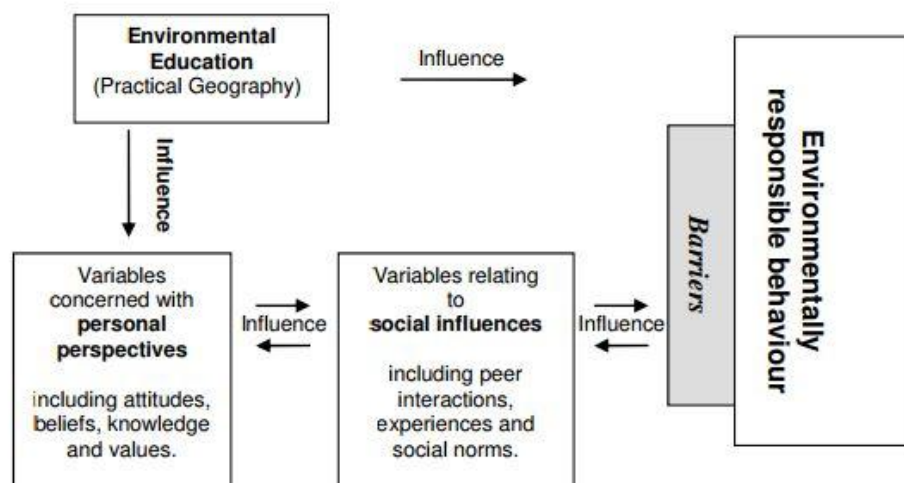 Environmental
Education
(Practical Geography)
Influence
Influence
Variables
concerned with
personal
perspectives
including attitudes,
beliefs, knowledge
and values.
Influence
Variables relating
to
social influences
including peer
interactions,
experiences and
social norms.
Influence
Barriers
Environmentally
responsible behaviour